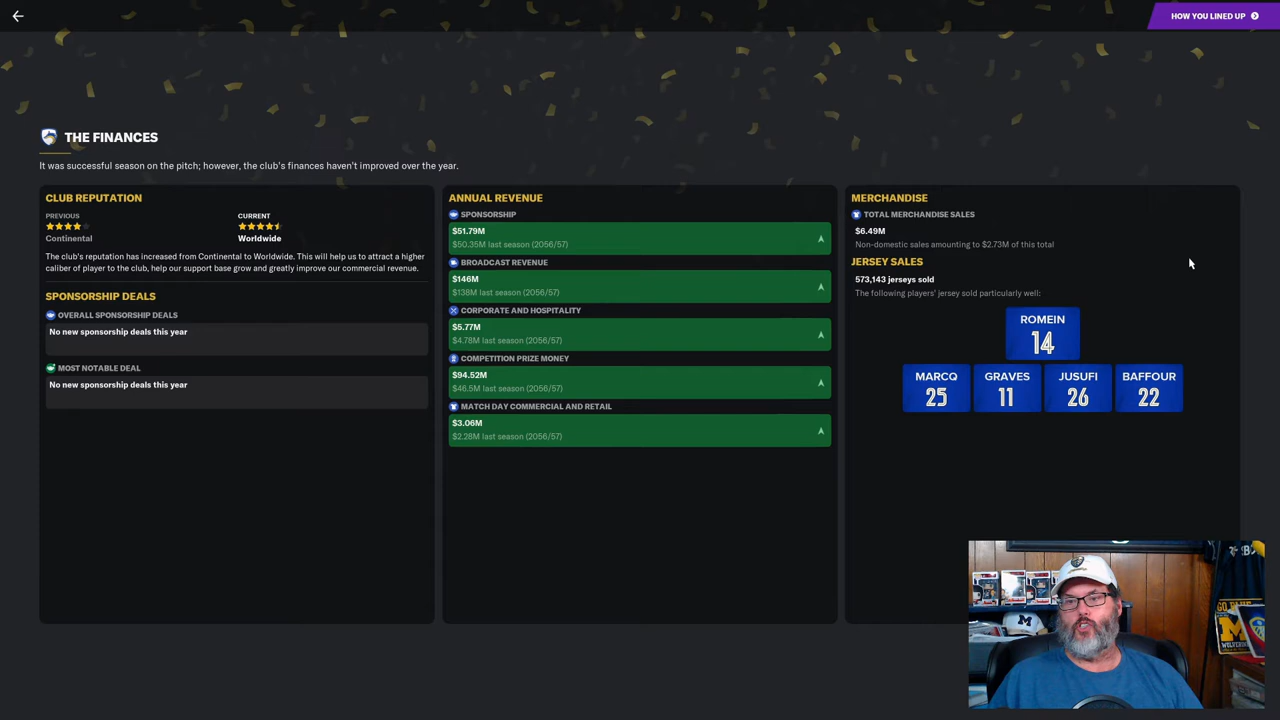 HOW YOU LINED UP
THE FINANCES
It was successful season on the pitch; however, the club's finances haven't improved over the year.
CLUB REPUTATION
PREVIOUS
Continental
CURRENT
Worldwide
The club's reputation has increased from Continental to Worldwide. This will help us to attract a higher
caliber of player to the club, help our support base grow and greatly improve our commercial revenue.
SPONSORSHIP DEALS
OVERALL SPONSORSHIP DEALS
No new sponsorship deals this year
MOST NOTABLE DEAL
No new sponsorship deals this year
ANNUAL REVENUE
SPONSORSHIP
$51.79M
$50.35M last season (2056/57)
BROADCAST REVENUE
$146M
$138M last season (2056/57)
CORPORATE AND HOSPITALITY
$5.77M
$4.78M last season (2056/57)
COMPETITION PRIZE MONEY
$94.52M
$46.5M last season (2056/57)
MATCH DAY COMMERCIAL AND RETAIL
$3.06M
$2.28M last season (2056/57)
MERCHANDISE
TOTAL MERCHANDISE SALES
$6.49M
Non-domestic sales amounting to $2.73M of this total
JERSEY SALES
573,143 jerseys sold
The following players' jersey sold particularly well:
ROMEIN
14
MARCQ
25
GRAVES
11
JUSUFI
26
BAFFOUR
22
M
GO BLUE
M